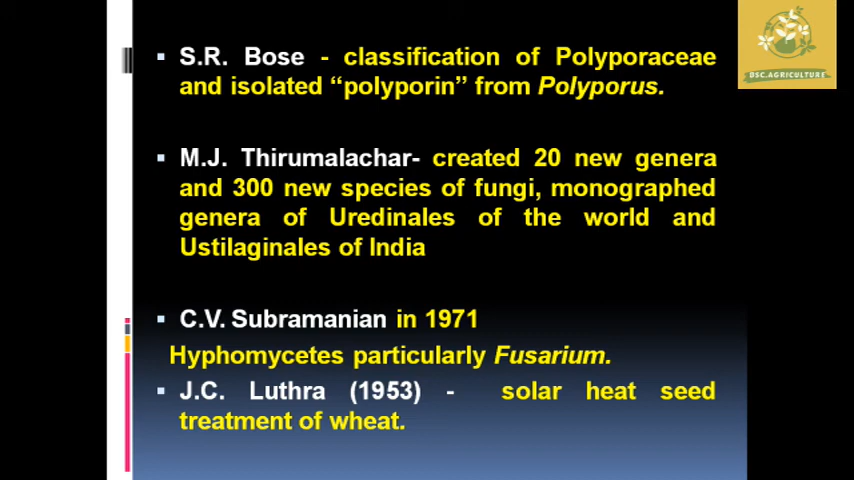 DSC.AGRICULTURE
S.R. Bose - classification of Polyporaceae
and isolated “polyporin” from Polyporus.
M.J. Thirumalachar- created 20 new genera
and 300 new species of fungi, monographed
genera of Uredinales of the world and
Ustilaginales of India
C.V. Subramanian in 1971
Hyphomycetes particularly Fusarium.
J.C. Luthra (1953) - solar heat seed
treatment of wheat.